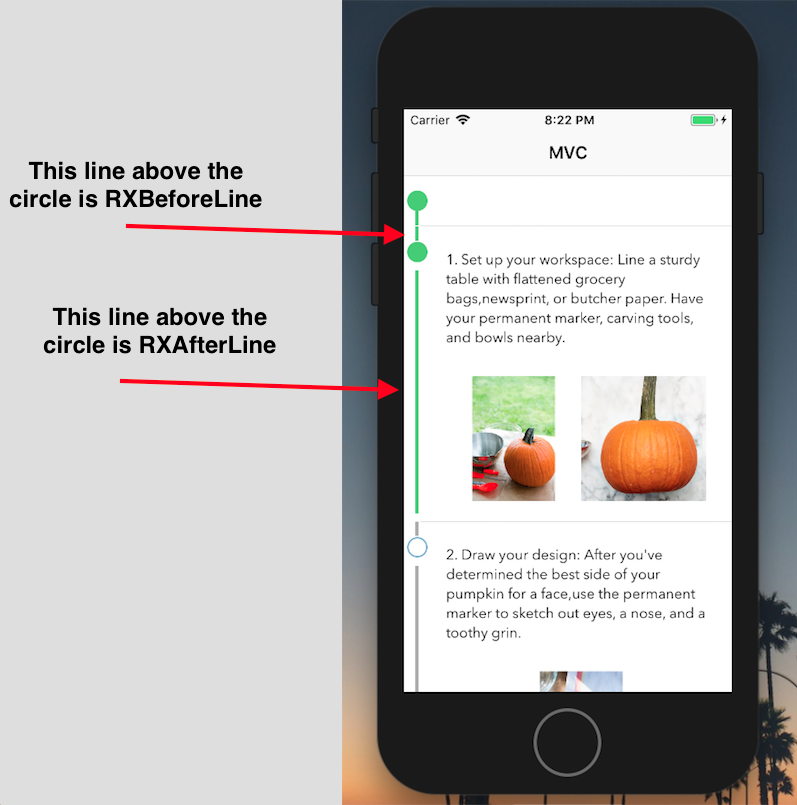 Carrier
8:22 PM
MVC
This line above the
circle is RXBeforeLine
1. Set up your workspace: Line a sturdy
table with flattened grocery
bags,newsprint, or butcher paper. Have
your permanent marker, carving tools,
and bowls nearby.
This line above the
circle is RXAfterLine
2. Draw your design: After you've
determined the best side of your
pumpkin for a face,use the permanent
marker to sketch out eyes, a nose, and a
toothy grin.